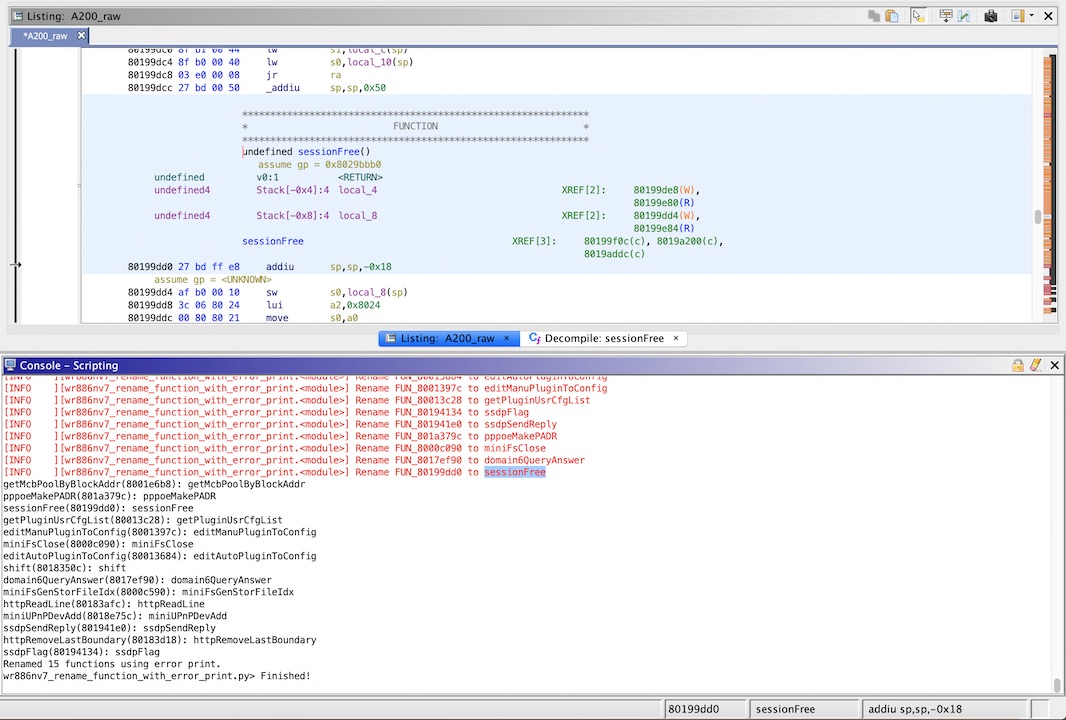 Listing: A200_raw
*A200_raw
80199dc0 8f b1 00 44 lw s1,local_c(sp)
80199dc4 8f b0 00 40 lw s0,local_10(sp)
80199dc8 03 e0 00 08 jr ra
80199dcc 27 bd 00 50 _addiu sp,sp,0x50
**************************************************************
* FUNCTION *
**************************************************************
undefined sessionFree()
assume gp = 0x8029bbb0
undefined v0:1 <RETURN>
undefined4 Stack[-0x4]:4 local_4 XREF[2]: 80199de8(W),
80199e80(R)
undefined4 Stack[-0x8]:4 local_8 XREF[2]: 80199dd4(W),
80199e84(R)
sessionFree XREF[3]: 80199f0c(c), 8019a200(c),
8019addc(c)
80199dd0 27 bd ff e8 addiu sp,sp,-0x18
assume gp = <UNKNOWN>
80199dd4 af b0 00 10 sw s0,local_8(sp)
80199dd8 3c 06 80 24 lui a2,0x8024
80199ddc 00 80 80 21 move s0,a0
Listing: A200_raw × Decompile: sessionFree ×
Console - Scripting
[INFO ][wr886nv7_rename_function_with_error_print.<module>] Rename FUN_80013684 to editAutoPluginToConfig
[INFO ][wr886nv7_rename_function_with_error_print.<module>] Rename FUN_8001397c to editManuPluginToConfig
[INFO ][wr886nv7_rename_function_with_error_print.<module>] Rename FUN_80013c28 to getPluginUsrCfgList
[INFO ][wr886nv7_rename_function_with_error_print.<module>] Rename FUN_80194134 to ssdpFlag
[INFO ][wr886nv7_rename_function_with_error_print.<module>] Rename FUN_801941e0 to ssdpSendReply
[INFO ][wr886nv7_rename_function_with_error_print.<module>] Rename FUN_801a379c to pppoeMakePADR
[INFO ][wr886nv7_rename_function_with_error_print.<module>] Rename FUN_8000c090 to miniFsClose
[INFO ][wr886nv7_rename_function_with_error_print.<module>] Rename FUN_8017ef90 to domain6QueryAnswer
[INFO ][wr886nv7_rename_function_with_error_print.<module>] Rename FUN_80199dd0 to sessionFree
getMcbPoolByBlockAddr(8001e6b8): getMcbPoolByBlockAddr
pppoeMakePADR(801a379c): pppoeMakePADR
sessionFree(80199dd0): sessionFree
getPluginUsrCfgList(80013c28): getPluginUsrCfgList
editManuPluginToConfig(8001397c): editManuPluginToConfig
miniFsClose(8000c090): miniFsClose
editAutoPluginToConfig(80013684): editAutoPluginToConfig
shift(8018350c): shift
domain6QueryAnswer(8017ef90): domain6QueryAnswer
miniFsGenStorFileIdx(8000c590): miniFsGenStorFileIdx
httpReadLine(80183afc): httpReadLine
miniUPnPDevAdd(8018e75c): miniUPnPDevAdd
ssdpSendReply(801941e0): ssdpSendReply
httpRemoveLastBoundary(80183d18): httpRemoveLastBoundary
ssdpFlag(80194134): ssdpFlag
Renamed 15 functions using error print.
wr886nv7_rename_function_with_error_print.py> Finished!
80199dd0 sessionFree addiu sp,sp,-0x18